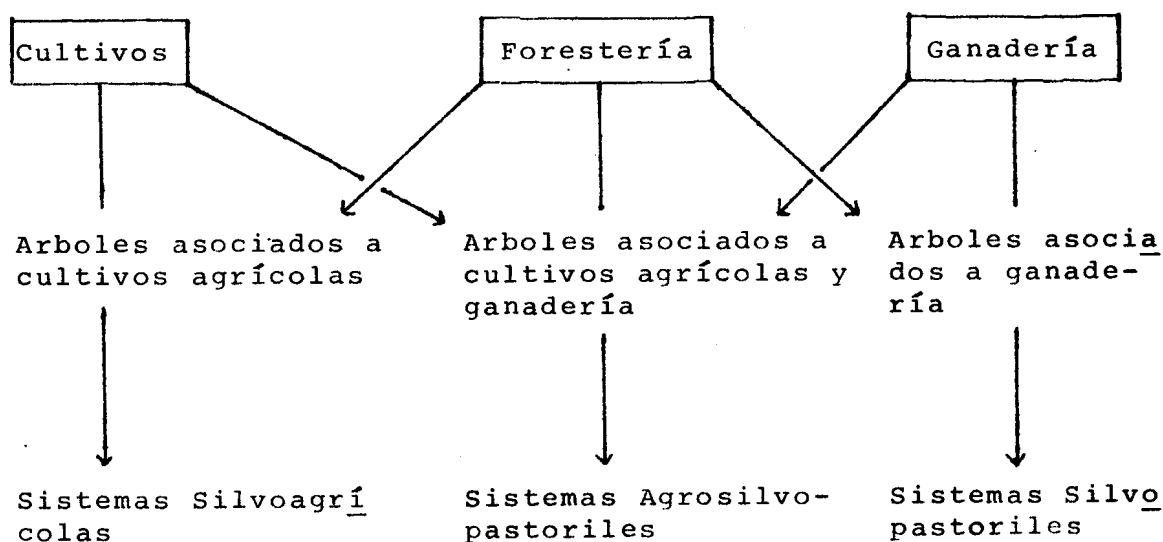 Cultivos
Forestería
Ganadería
Arboles asociados a
cultivos agrícolas
Arboles asociados a
cultivos agrícolas y
ganadería
Arboles asocia
dos a ganade-
ría
Sistemas Silvoagrí
colas
Sistemas Agrosilvo-
pastoriles
Sistemas Silvo
pastoriles